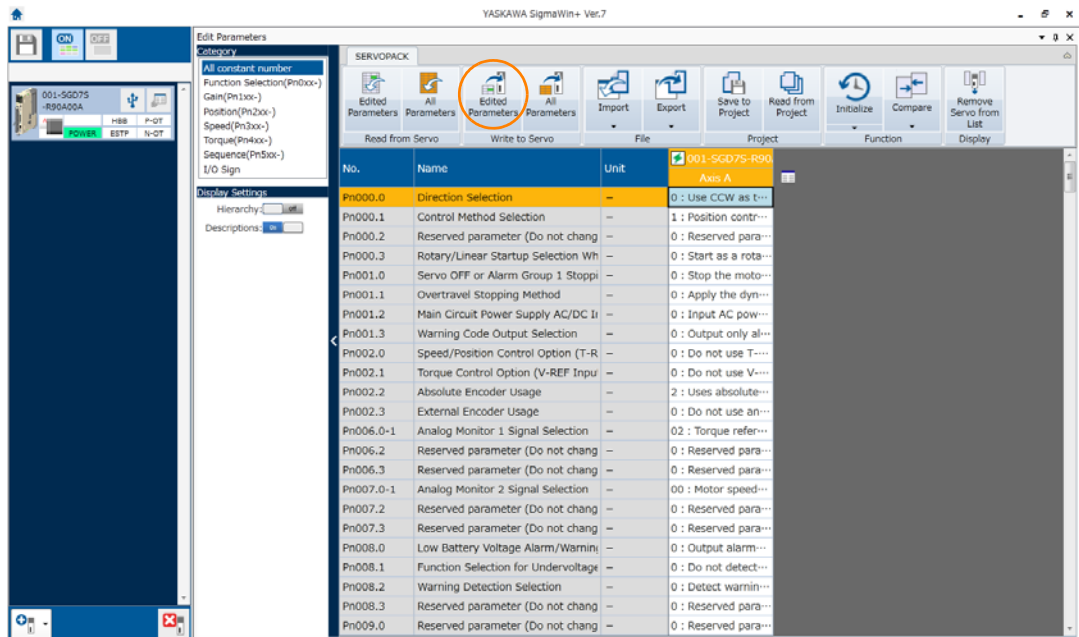 YASKAWA SigmaWin+ Ver.7
ON OFF
001-SGD7S
-R90A00A
HBB P-OT
POWER ESTP N-OT
Edit Parameters
Category
All constant number
Function Selection(Pn0xx-)
Gain(Pn1xx-)
Position(Pn2xx-)
Speed(Pn3xx-)
Torque(Pn4xx-)
Sequence(Pn5xx-)
I/O Sign
Display Settings
Hierarchy: off
Descriptions: on
SERVOPACK
Edited Parameters
All Parameters
Read from Servo
Edited Parameters
All Parameters
Write to Servo
Import
Export
File
Save to Project
Read from Project
Project
Initialize
Compare
Function
Remove Servo from List
Display
No. Name Unit 001-SGD7S-R90
Axis A
Pn000.0 Direction Selection − 0 : Use CCW as t···
Pn000.1 Control Method Selection − 1 : Position contr···
Pn000.2 Reserved parameter (Do not chang − 0 : Reserved para···
Pn000.3 Rotary/Linear Startup Selection Wh − 0 : Start as a rota···
Pn001.0 Servo OFF or Alarm Group 1 Stoppi − 0 : Stop the moto···
Pn001.1 Overtravel Stopping Method − 0 : Apply the dyn···
Pn001.2 Main Circuit Power Supply AC/DC In − 0 : Input AC pow···
Pn001.3 Warning Code Output Selection − 0 : Output only al···
Pn002.0 Speed/Position Control Option (T-R − 0 : Do not use T-···
Pn002.1 Torque Control Option (V-REF Inpu − 0 : Do not use V-···
Pn002.2 Absolute Encoder Usage − 2 : Uses absolute···
Pn002.3 External Encoder Usage − 0 : Do not use an···
Pn006.0-1 Analog Monitor 1 Signal Selection − 02 : Torque refer···
Pn006.2 Reserved parameter (Do not chang − 0 : Reserved para···
Pn006.3 Reserved parameter (Do not chang − 0 : Reserved para···
Pn007.0-1 Analog Monitor 2 Signal Selection − 00 : Motor speed···
Pn007.2 Reserved parameter (Do not chang − 0 : Reserved para···
Pn007.3 Reserved parameter (Do not chang − 0 : Reserved para···
Pn008.0 Low Battery Voltage Alarm/Warning − 0 : Output alarm···
Pn008.1 Function Selection for Undervoltage − 0 : Do not detect···
Pn008.2 Warning Detection Selection − 0 : Detect warnin···
Pn008.3 Reserved parameter (Do not chang − 0 : Reserved para···
Pn009.0 Reserved parameter (Do not chang − 0 : Reserved para···